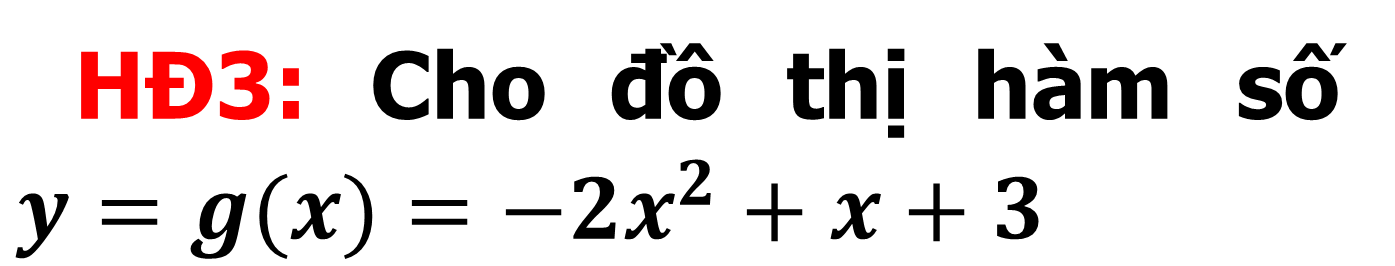 HĐ3: Cho đồ thị hàm số
y = g(x) = −2x² + x + 3